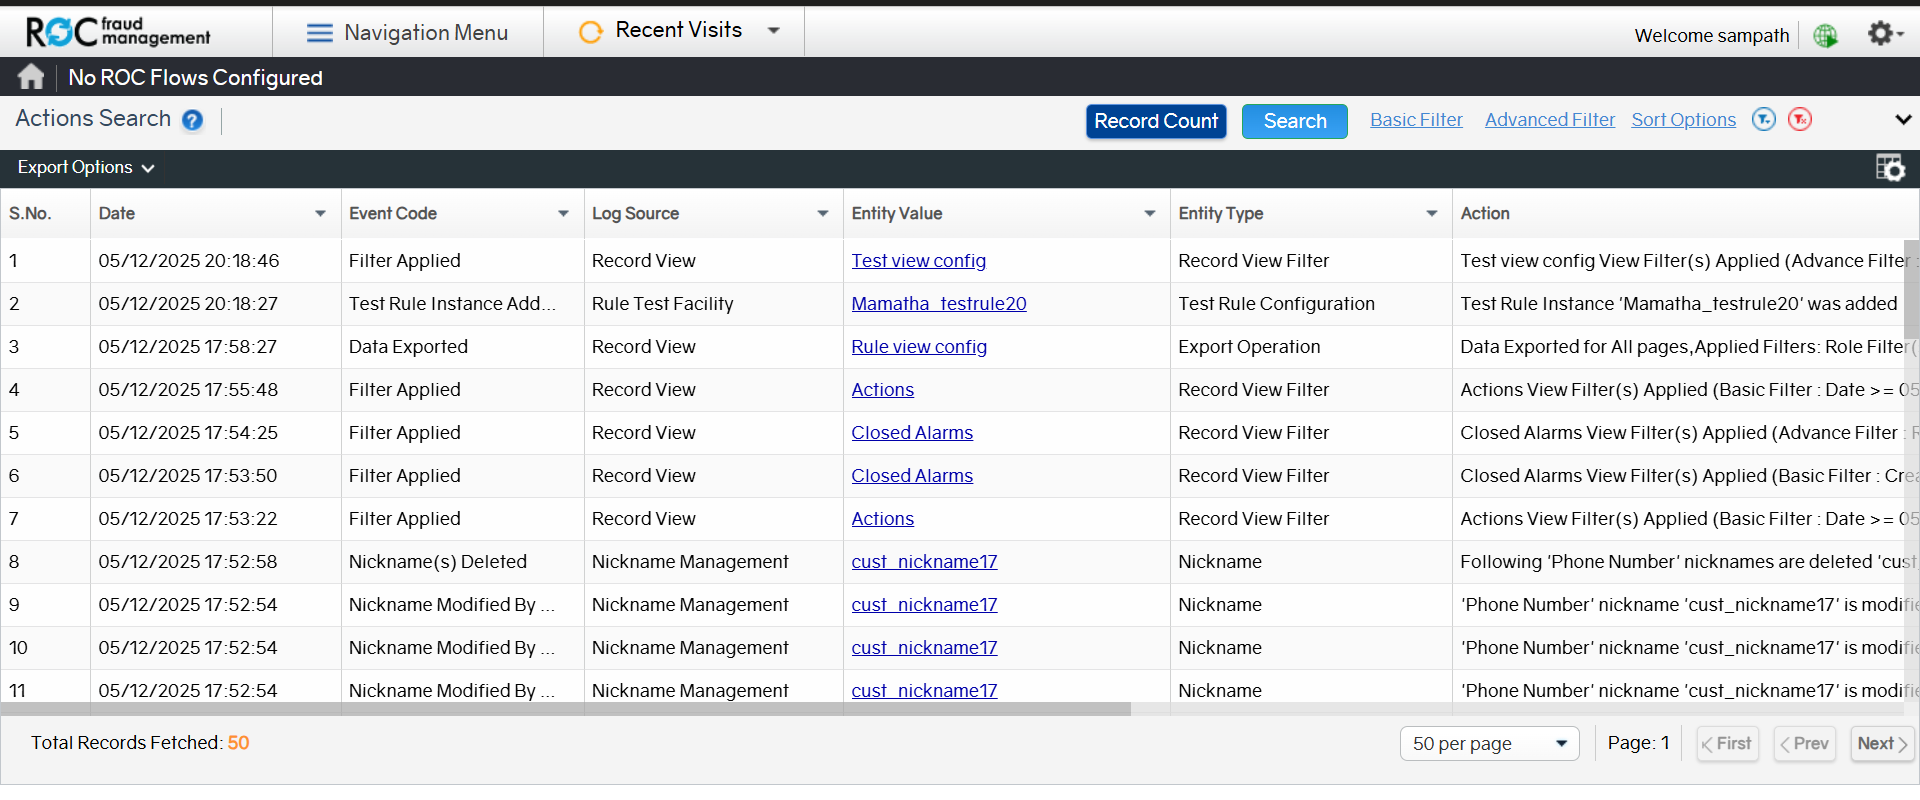 ROC fraud management
Navigation Menu
Recent Visits
Welcome sampath
No ROC Flows Configured
Actions Search ?
Record Count
Search
Basic Filter
Advanced Filter
Sort Options
Export Options
S.No. Date Event Code Log Source Entity Value Entity Type Action
1 05/12/2025 20:18:46 Filter Applied Record View Test view config Record View Filter Test view config View Filter(s) Applied (Advance Filter :
2 05/12/2025 20:18:27 Test Rule Instance Add... Rule Test Facility Mamatha_testrule20 Test Rule Configuration Test Rule Instance 'Mamatha_testrule20' was added
3 05/12/2025 17:58:27 Data Exported Record View Rule view config Export Operation Data Exported for All pages,Applied Filters: Role Filter(
4 05/12/2025 17:55:48 Filter Applied Record View Actions Record View Filter Actions View Filter(s) Applied (Basic Filter : Date >= 05
5 05/12/2025 17:54:25 Filter Applied Record View Closed Alarms Record View Filter Closed Alarms View Filter(s) Applied (Advance Filter : R
6 05/12/2025 17:53:50 Filter Applied Record View Closed Alarms Record View Filter Closed Alarms View Filter(s) Applied (Basic Filter : Crea
7 05/12/2025 17:53:22 Filter Applied Record View Actions Record View Filter Actions View Filter(s) Applied (Basic Filter : Date >= 05
8 05/12/2025 17:52:58 Nickname(s) Deleted Nickname Management cust_nickname17 Nickname Following 'Phone Number' nicknames are deleted 'cust_
9 05/12/2025 17:52:54 Nickname Modified By ... Nickname Management cust_nickname17 Nickname 'Phone Number' nickname 'cust_nickname17' is modifie
10 05/12/2025 17:52:54 Nickname Modified By ... Nickname Management cust_nickname17 Nickname 'Phone Number' nickname 'cust_nickname17' is modifie
11 05/12/2025 17:52:54 Nickname Modified By ... Nickname Management cust_nickname17 Nickname 'Phone Number' nickname 'cust_nickname17' is modifie
Total Records Fetched: 50
50 per page
Page: 1
First
Prev
Next